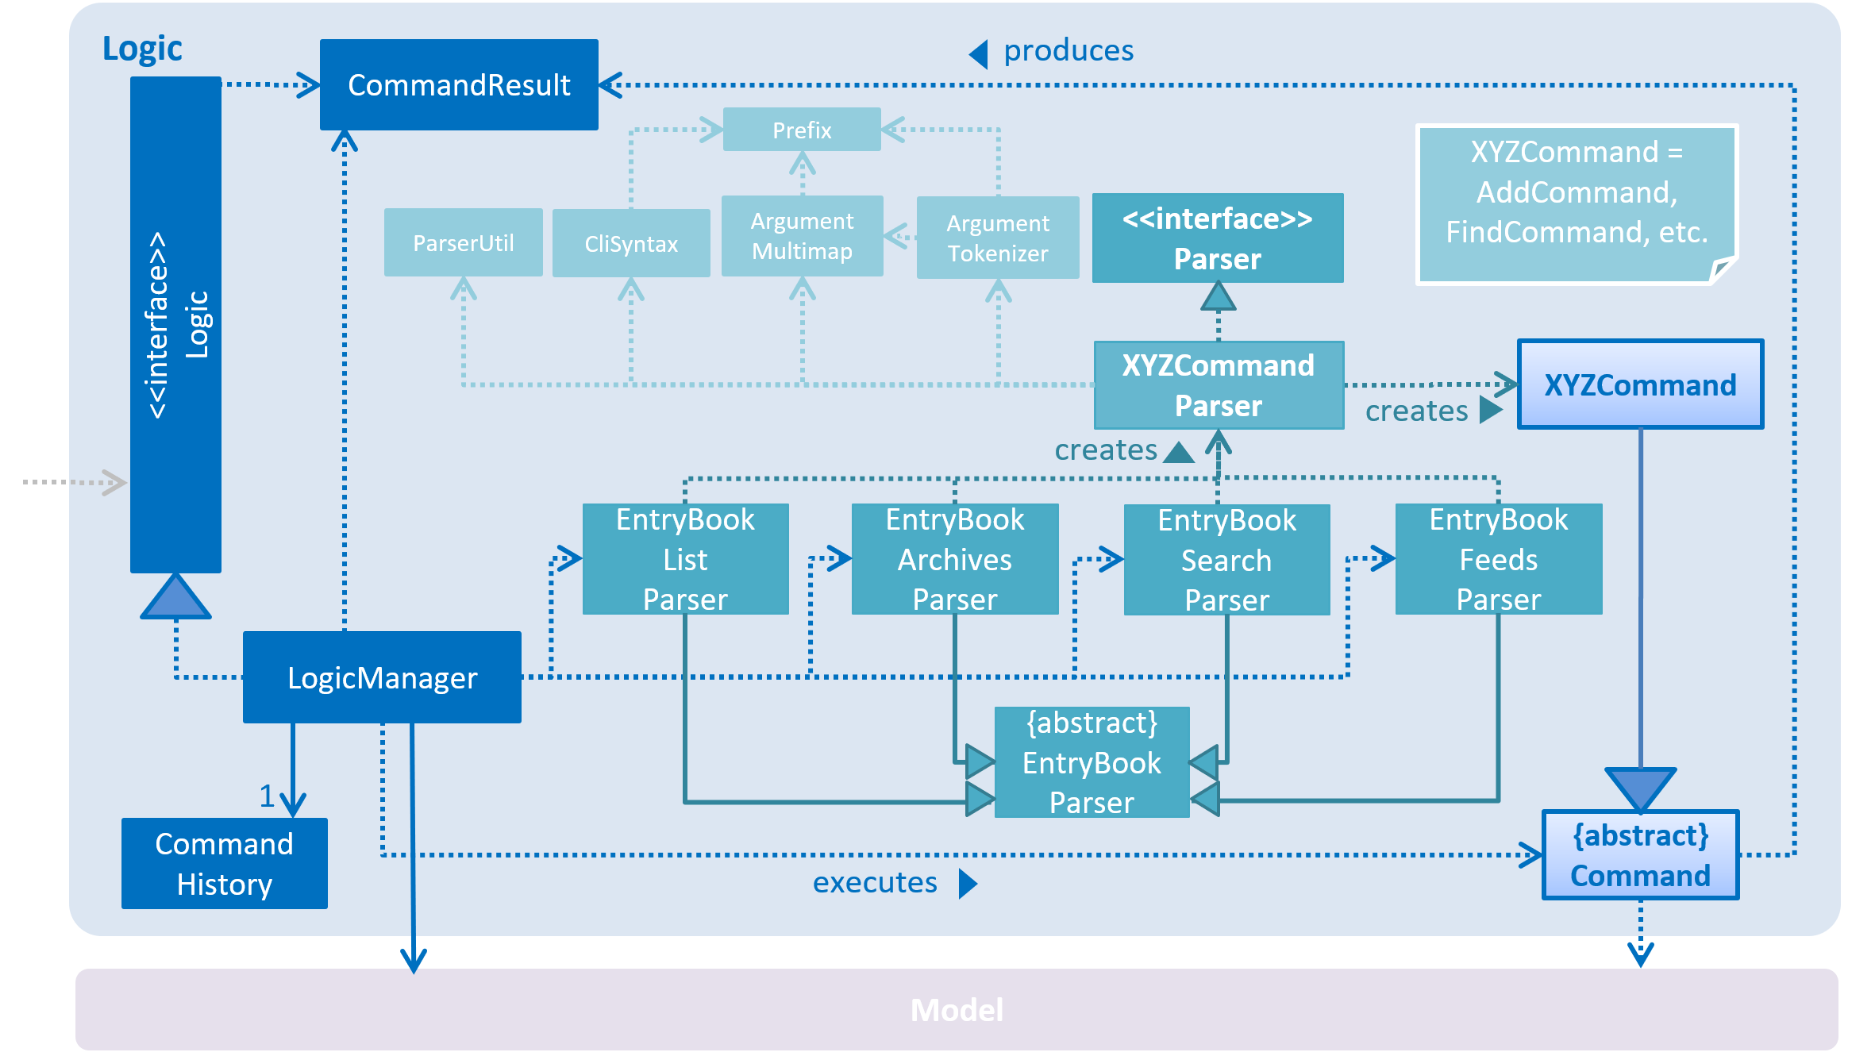 Logic
CommandResult
produces
<<interface>>
Logic
Prefix
XYZCommand =
AddCommand,
FindCommand, etc.
ParserUtil
CliSyntax
Argument
Multimap
Argument
Tokenizer
<<interface>>
Parser
XYZCommand
Parser
creates
XYZCommand
creates
EntryBook
List
Parser
EntryBook
Archives
Parser
EntryBook
Search
Parser
EntryBook
Feeds
Parser
LogicManager
{abstract}
EntryBook
Parser
1
Command
History
executes
{abstract}
Command
Model